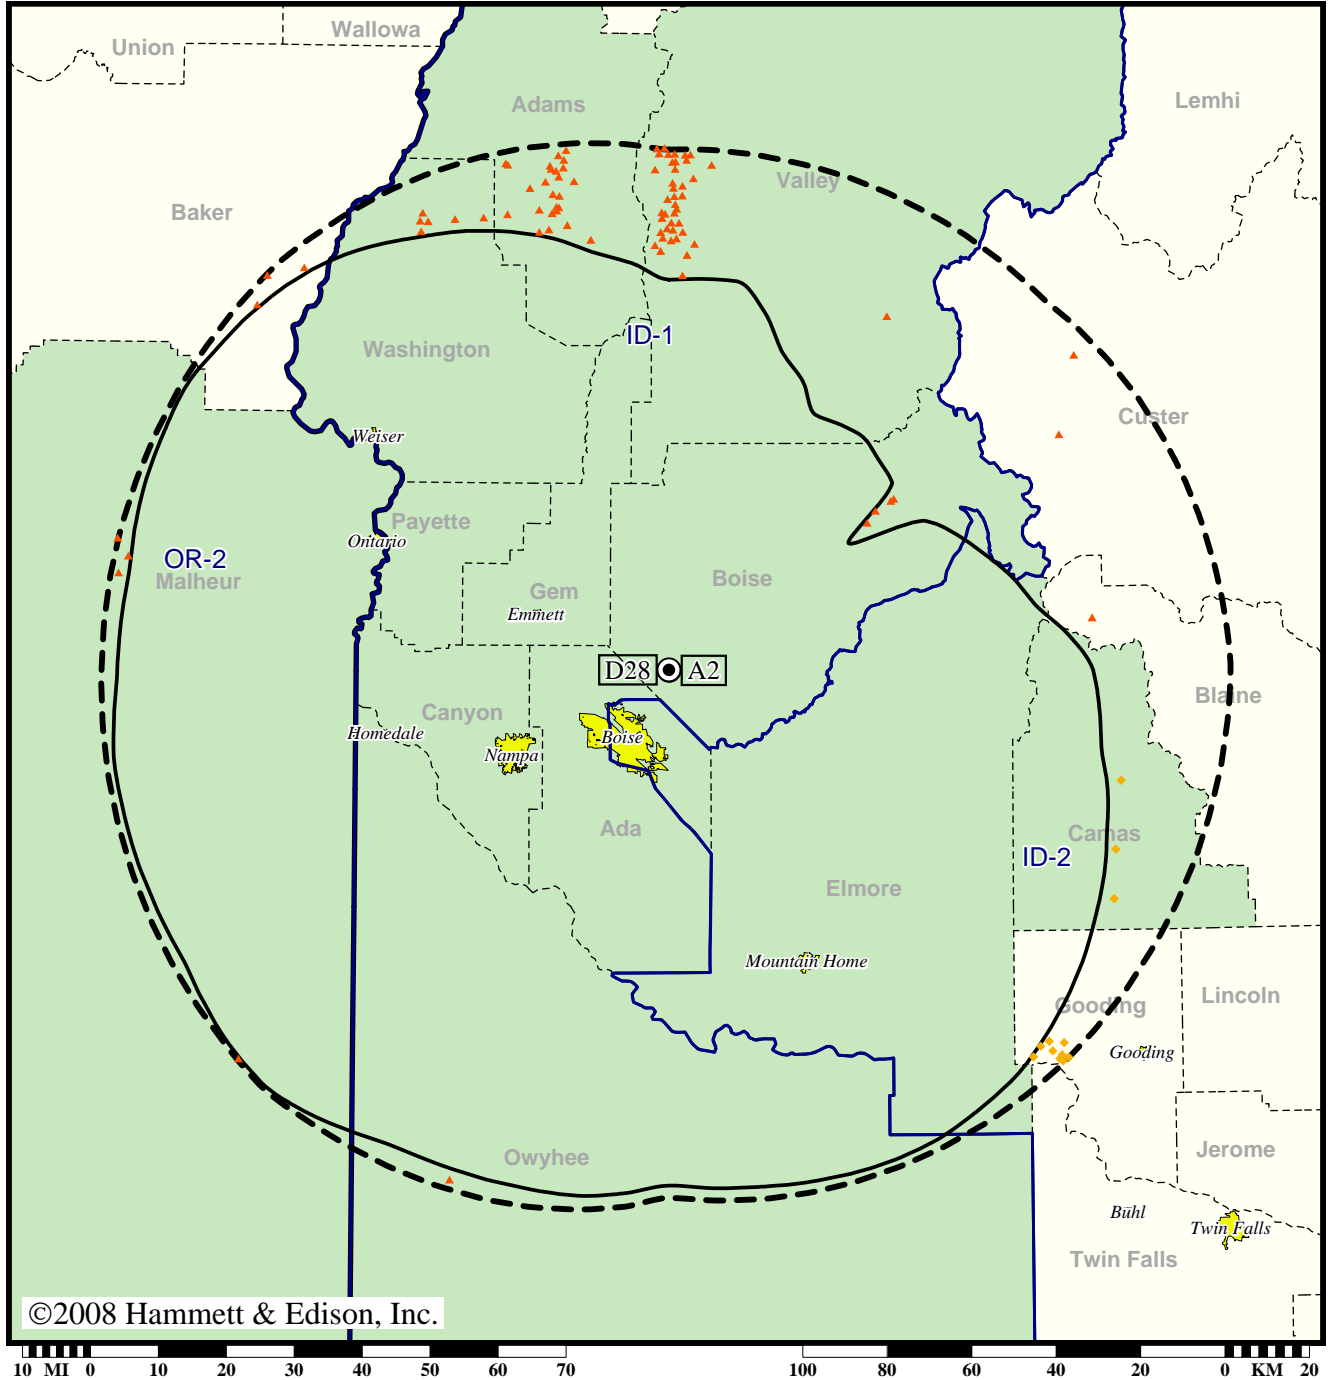 Wallowa
Union
Lemhi
Adams
Valley
Baker
ID-1
Washington
Custer
Weiser
Payette
Ontario
OR-2
Malheur
Boise
Gem
Emmett
D28 A2
Blaine
Canyon
Homedale
Boise
Nampa
Ada
Camas
ID-2
Elmore
Mountain Home
Lincoln
Gooding
Gooding
Jerome
Owyhee
Bühl
Twin Falls
Twin Falls
©2008 Hammett & Edison, Inc.
10 MI 0 10 20 30 40 50 60 70 100 80 60 40 20 0 KM 20